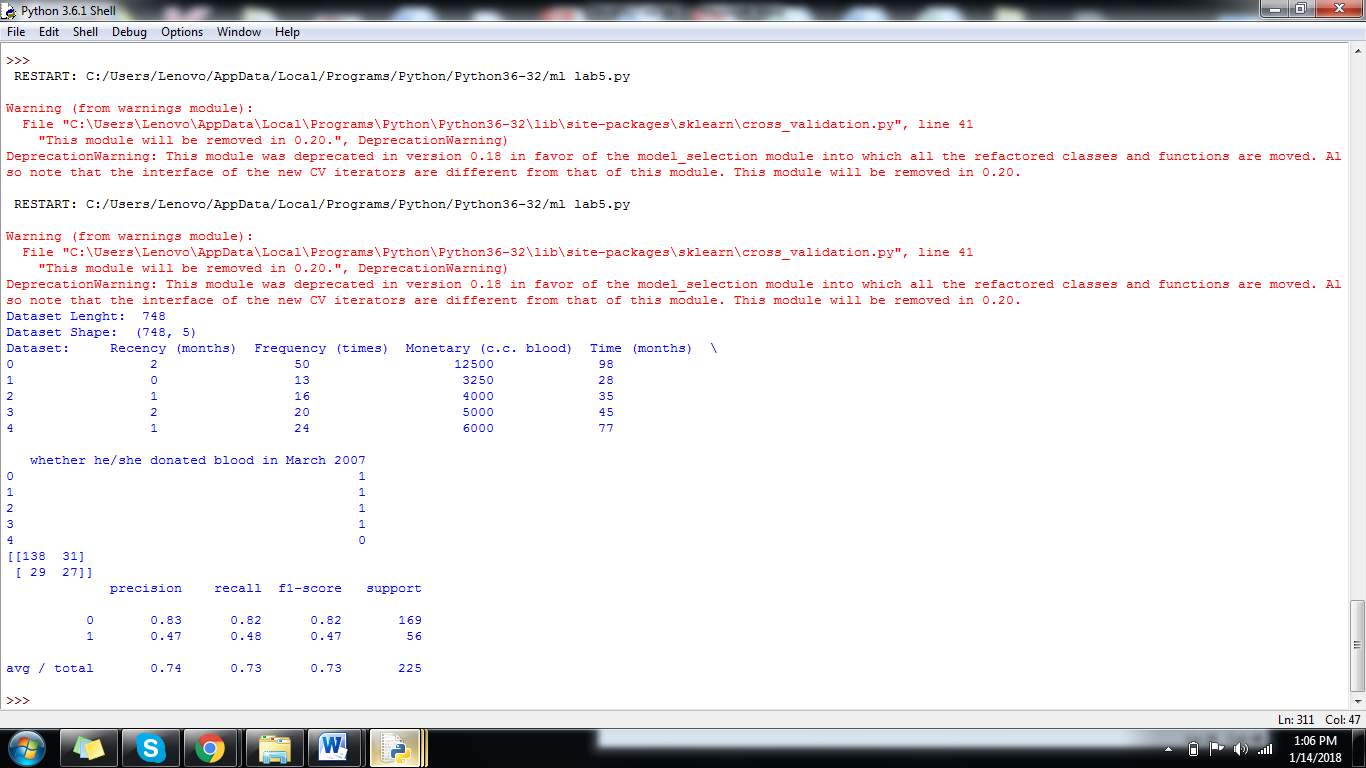 Python 3.6.1 Shell
File Edit Shell Debug Options Window Help
>>>
RESTART: C:/Users/Lenovo/AppData/Local/Programs/Python/Python36-32/ml lab5.py
Warning (from warnings module):
File "C:\Users\Lenovo\AppData\Local\Programs\Python\Python36-32\lib\site-packages\sklearn\cross_validation.py", line 41
"This module will be removed in 0.20.", DeprecationWarning)
DeprecationWarning: This module was deprecated in version 0.18 in favor of the model_selection module into which all the refactored classes and functions are moved. Al
so note that the interface of the new CV iterators are different from that of this module. This module will be removed in 0.20.
RESTART: C:/Users/Lenovo/AppData/Local/Programs/Python/Python36-32/ml lab5.py
Warning (from warnings module):
File "C:\Users\Lenovo\AppData\Local\Programs\Python\Python36-32\lib\site-packages\sklearn\cross_validation.py", line 41
"This module will be removed in 0.20.", DeprecationWarning)
DeprecationWarning: This module was deprecated in version 0.18 in favor of the model_selection module into which all the refactored classes and functions are moved. Al
so note that the interface of the new CV iterators are different from that of this module. This module will be removed in 0.20.
Dataset Lenght:  748
Dataset Shape:  (748, 5)
Dataset:     Recency (months)  Frequency (times)  Monetary (c.c. blood)  Time (months)  \
0                 2                 50                  12500             98
1                 0                 13                   3250             28
2                 1                 16                   4000             35
3                 2                 20                   5000             45
4                 1                 24                   6000             77
whether he/she donated blood in March 2007
0                                            1
1                                            1
2                                            1
3                                            1
4                                            0
[[138  31]
[ 29  27]]
precision    recall  f1-score   support
0       0.83      0.82      0.82       169
1       0.47      0.48      0.47        56
avg / total       0.74      0.73      0.73       225
>>>
Ln: 311 Col: 47
1:06 PM
1/14/2018